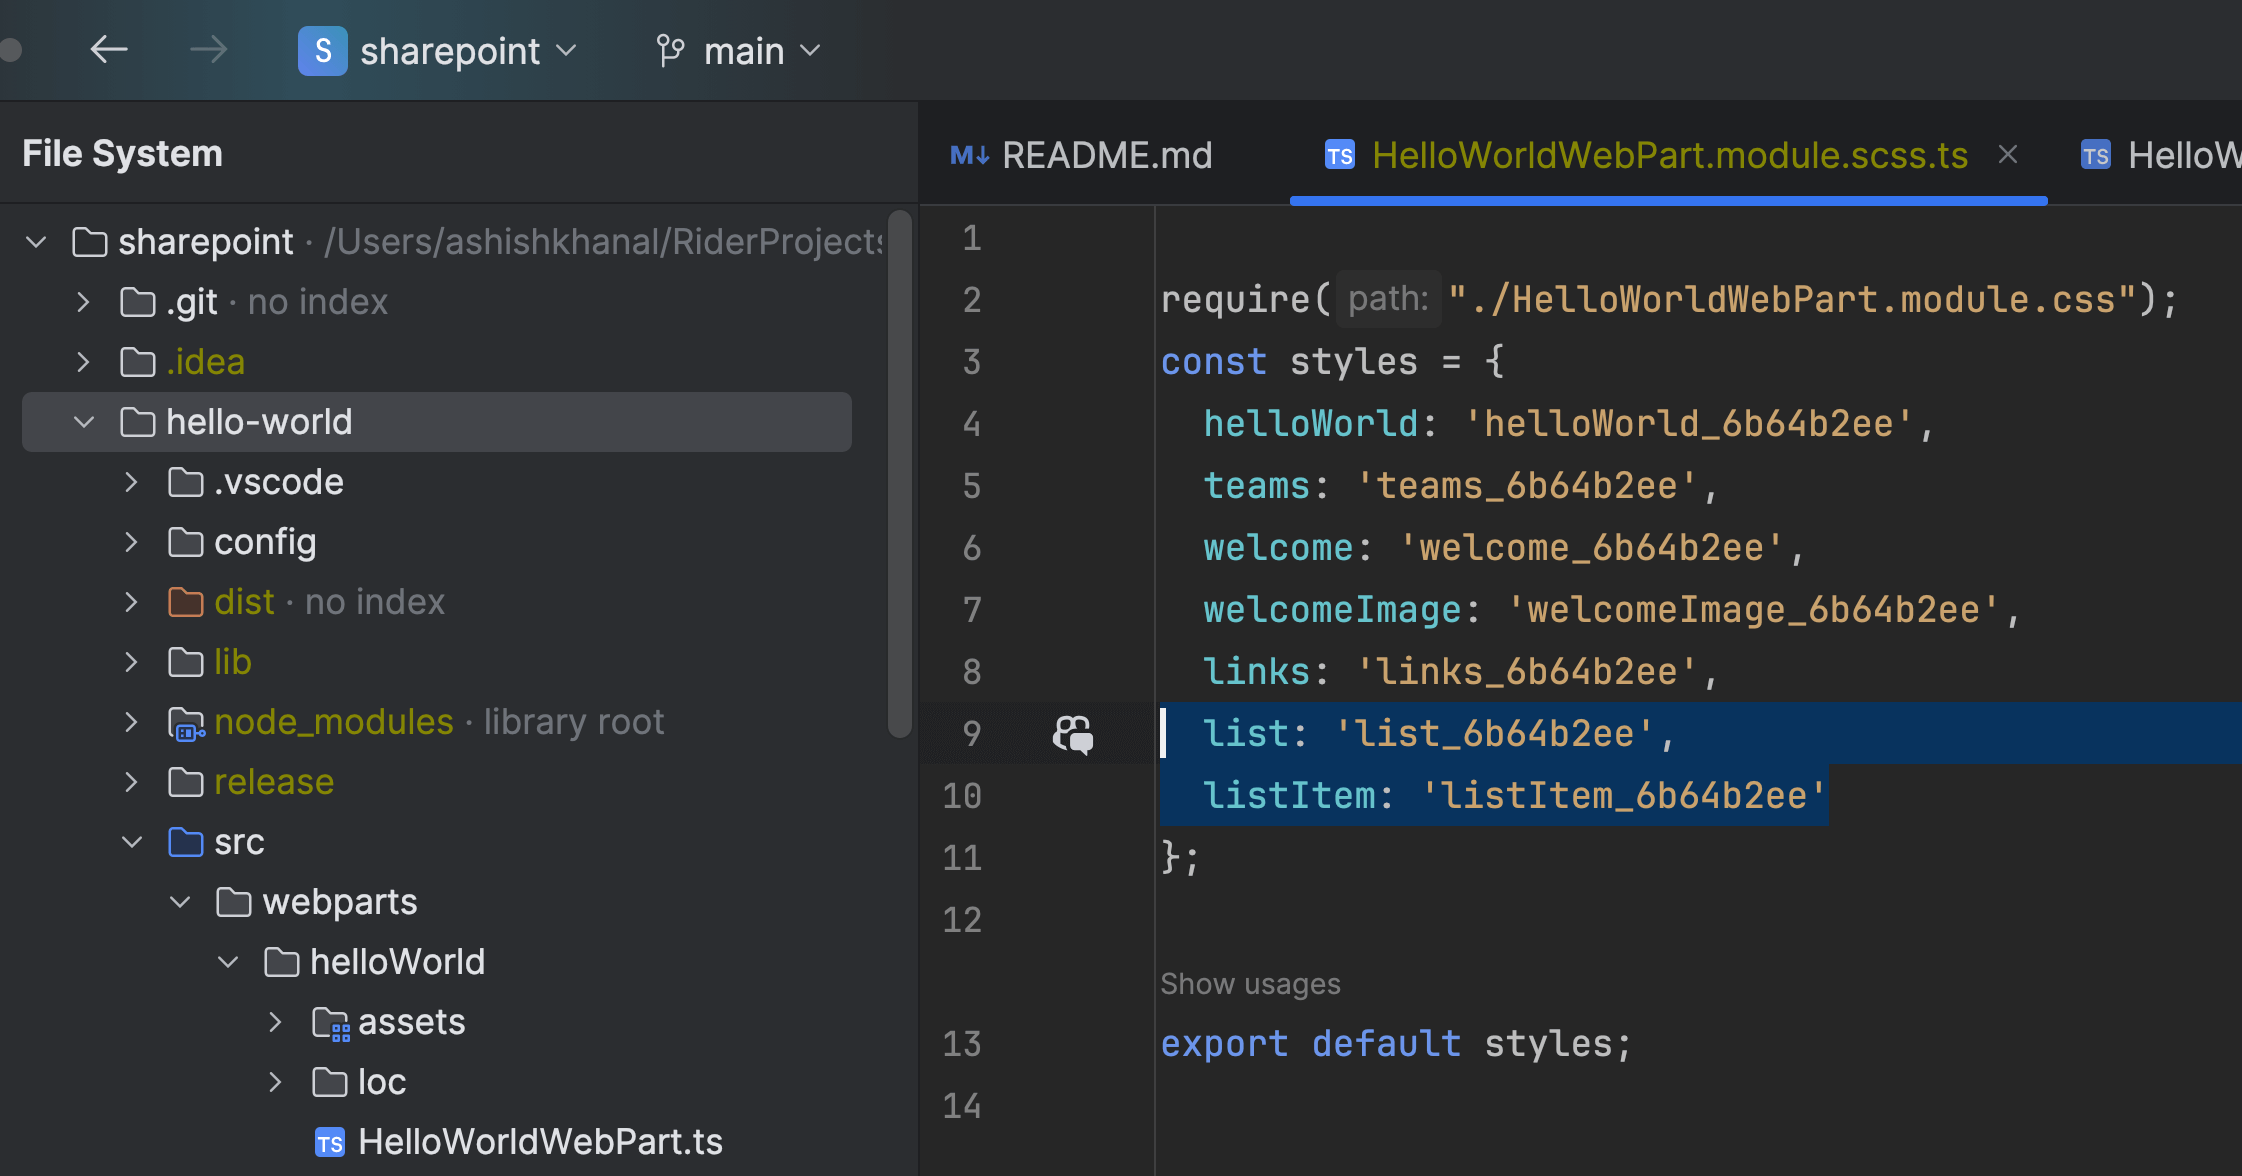 S sharepoint main
File System
sharepoint · /Users/ashishkhanal/RiderProjects
.git · no index
.idea
hello-world
.vscode
config
dist · no index
lib
node_modules · library root
release
src
webparts
helloWorld
assets
loc
TS HelloWorldWebPart.ts
M↓ README.md TS HelloWorldWebPart.module.scss.ts × TS HelloW
1
2 require( path: "./HelloWorldWebPart.module.css");
3 const styles = {
4 helloWorld: 'helloWorld_6b64b2ee',
5 teams: 'teams_6b64b2ee',
6 welcome: 'welcome_6b64b2ee',
7 welcomeImage: 'welcomeImage_6b64b2ee',
8 links: 'links_6b64b2ee',
9 list: 'list_6b64b2ee',
10 listItem: 'listItem_6b64b2ee'
11 };
12
Show usages
13 export default styles;
14